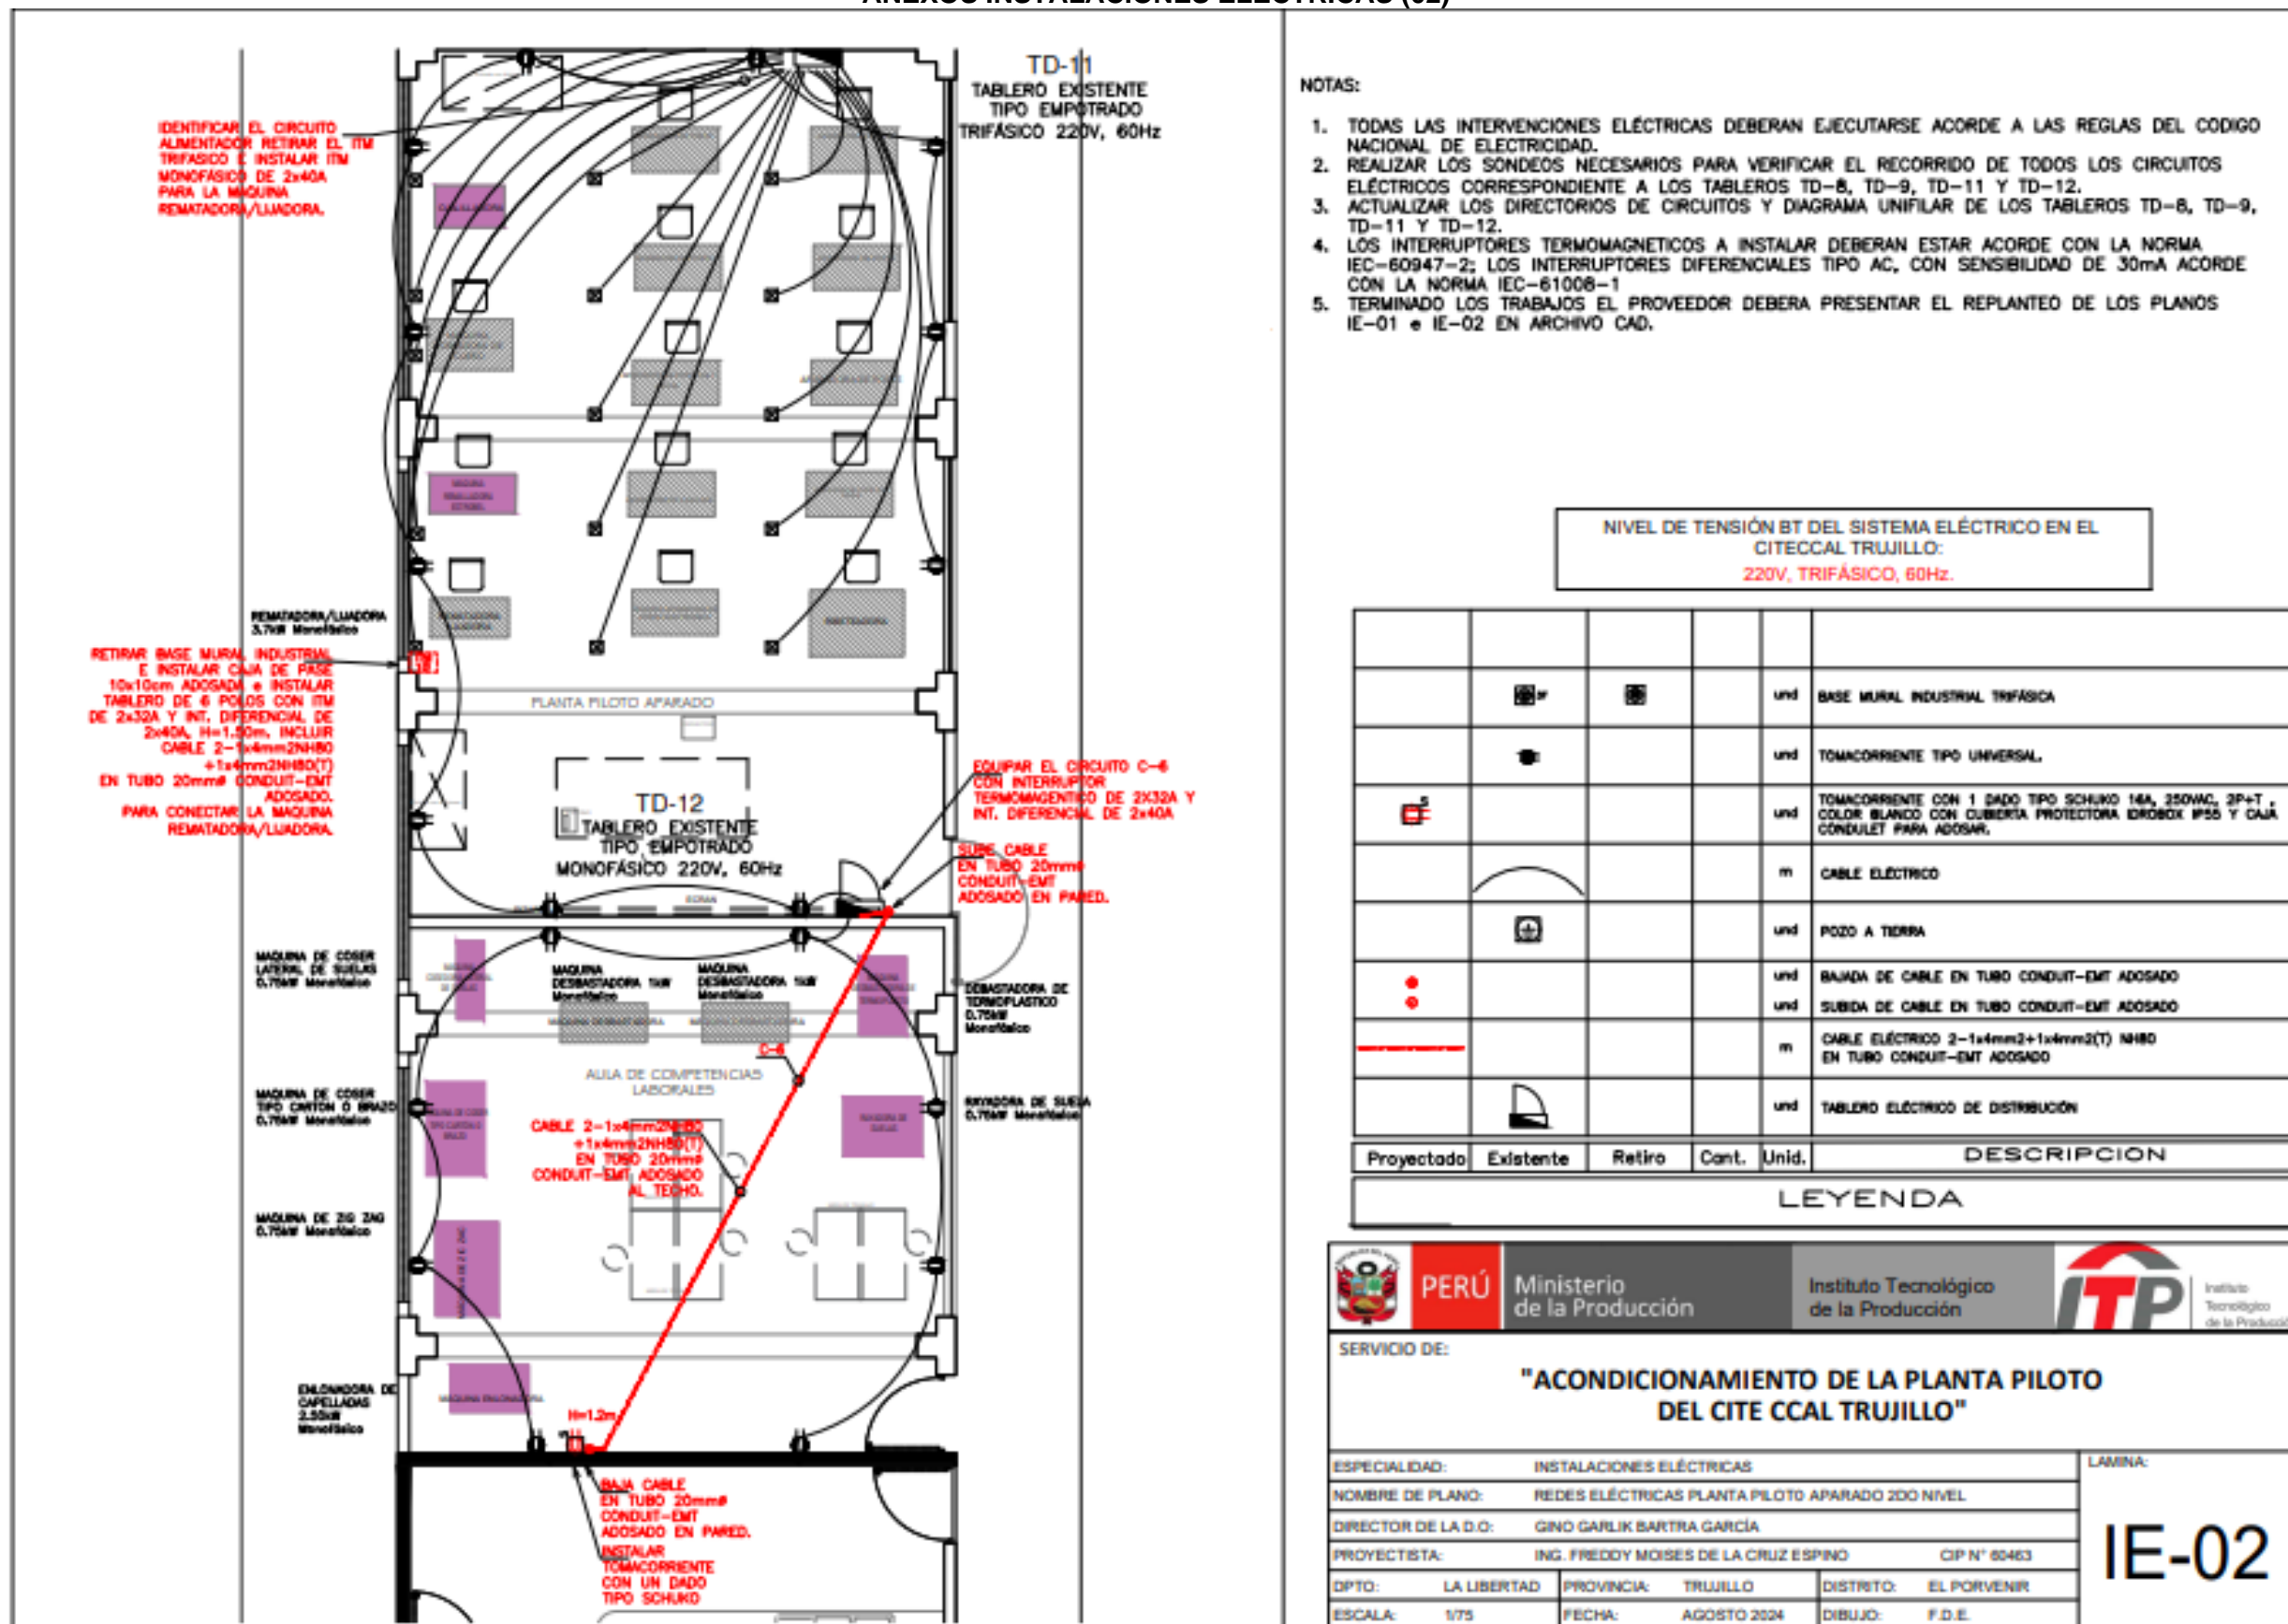 ANEXOS INSTALACIONES ELÉCTRICAS (02)
TD-11
TABLERO EXISTENTE
TIPO EMPOTRADO
TRIFÁSICO 220V, 60Hz
IDENTIFICAR EL CIRCUITO
ALIMENTADOR RETIRAR EL ITM
TRIFASICO E INSTALAR ITM
MONOFÁSICO DE 2x40A
PARA LA MAQUINA
REMATADORA/LIJADORA.
REMATADORA/LIJADORA
3.7kW Monofásico
RETIRAR BASE MURAL INDUSTRIAL
E INSTALAR CAJA DE PASE
10x10cm ADOSADA e INSTALAR
TABLERO DE 6 POLOS CON ITM
DE 2x32A Y INT. DIFERENCIAL DE
2x40A, H=1.50m. INCLUIR
CABLE 2-1x4mm2NH80
+1x4mm2NH80(T)
EN TUBO 20mmø CONDUIT-EMT
ADOSADO.
PARA CONECTAR LA MAQUINA
REMATADORA/LIJADORA.
PLANTA PILOTO APARADO
TD-12
TABLERO EXISTENTE
TIPO EMPOTRADO
MONOFÁSICO 220V, 60Hz
ECRAN
EQUIPAR EL CIRCUITO C-6
CON INTERRUPTOR
TERMOMAGENTICO DE 2X32A Y
INT. DIFERENCIAL DE 2x40A
SUBE CABLE
EN TUBO 20mmø
CONDUIT-EMT
ADOSADO EN PARED.
MAQUINA DE COSER
LATERAL DE SUELAS
0.75kW Monofásico
MAQUINA
DESBASTADORA 1kW
Monofásico
MAQUINA
DESBASTADORA 1kW
Monofásico
DEBASTADORA DE
TERMOPLASTICO
0.75kW
Monofásico
MAQUINA DESBASTADORA
C-6
AULA DE COMPETENCIAS
LABORALES
MAQUINA DE COSER
TIPO CARTON O BRAZO
0.75kW Monofásico
RAYADORA DE SUELA
0.75kW Monofásico
RAYADORA DE
SUELAS
CABLE 2-1x4mm2NH80
+1x4mm2NH80(T)
EN TUBO 20mmø
CONDUIT-EMT ADOSADO
AL TECHO.
MAQUINA DE ZIG ZAG
0.75kW Monofásico
MAQUINA DE ZIG ZAG
ENLONADORA DE
CAPELLADAS
2.55kW
Monofásico
MAQUINA ENLONADORA
H=1.2m
BAJA CABLE
EN TUBO 20mmø
CONDUIT-EMT
ADOSADO EN PARED.
INSTALAR
TOMACORRIENTE
CON UN DADO
TIPO SCHUKO
NOTAS:
1. TODAS LAS INTERVENCIONES ELÉCTRICAS DEBERAN EJECUTARSE ACORDE A LAS REGLAS DEL CODIGO
NACIONAL DE ELECTRICIDAD.
2. REALIZAR LOS SONDEOS NECESARIOS PARA VERIFICAR EL RECORRIDO DE TODOS LOS CIRCUITOS
ELÉCTRICOS CORRESPONDIENTE A LOS TABLEROS TD-8, TD-9, TD-11 Y TD-12.
3. ACTUALIZAR LOS DIRECTORIOS DE CIRCUITOS Y DIAGRAMA UNIFILAR DE LOS TABLEROS TD-8, TD-9,
TD-11 Y TD-12.
4. LOS INTERRUPTORES TERMOMAGNETICOS A INSTALAR DEBERAN ESTAR ACORDE CON LA NORMA
IEC-60947-2; LOS INTERRUPTORES DIFERENCIALES TIPO AC, CON SENSIBILIDAD DE 30mA ACORDE
CON LA NORMA IEC-61008-1
5. TERMINADO LOS TRABAJOS EL PROVEEDOR DEBERA PRESENTAR EL REPLANTEO DE LOS PLANOS
IE-01 e IE-02 EN ARCHIVO CAD.
NIVEL DE TENSIÓN BT DEL SISTEMA ELÉCTRICO EN EL
CITECCAL TRUJILLO:
220V, TRIFÁSICO, 60Hz.
und BASE MURAL INDUSTRIAL TRIFÁSICA
und TOMACORRIENTE TIPO UNIVERSAL.
und TOMACORRIENTE CON 1 DADO TIPO SCHUKO 16A, 250VAC, 2P+T ,
COLOR BLANCO CON CUBIERTA PROTECTORA IDROBOX IP55 Y CAJA
CONDULET PARA ADOSAR.
m CABLE ELÉCTRICO
und POZO A TIERRA
und BAJADA DE CABLE EN TUBO CONDUIT-EMT ADOSADO
und SUBIDA DE CABLE EN TUBO CONDUIT-EMT ADOSADO
m CABLE ELÉCTRICO 2-1x4mm2+1x4mm2(T) NH80
EN TUBO CONDUIT-EMT ADOSADO
und TABLERO ELÉCTRICO DE DISTRIBUCIÓN
Proyectado Existente Retiro Cant. Unid. DESCRIPCION
LEYENDA
PERÚ Ministerio
de la Producción
Instituto Tecnológico
de la Producción
ITP
Instituto
Tecnológico
de la Producción
SERVICIO DE:
"ACONDICIONAMIENTO DE LA PLANTA PILOTO
DEL CITE CCAL TRUJILLO"
ESPECIALIDAD: INSTALACIONES ELÉCTRICAS
NOMBRE DE PLANO: REDES ELÉCTRICAS PLANTA PILOTO APARADO 2DO NIVEL
DIRECTOR DE LA D.O: GINO GARLIK BARTRA GARCÍA
PROYECTISTA: ING. FREDDY MOISES DE LA CRUZ ESPINO CIP N° 60463
DPTO: LA LIBERTAD PROVINCIA: TRUJILLO DISTRITO: EL PORVENIR
ESCALA: 1/75 FECHA: AGOSTO 2024 DIBUJO: F.D.E.
LAMINA:
IE-02